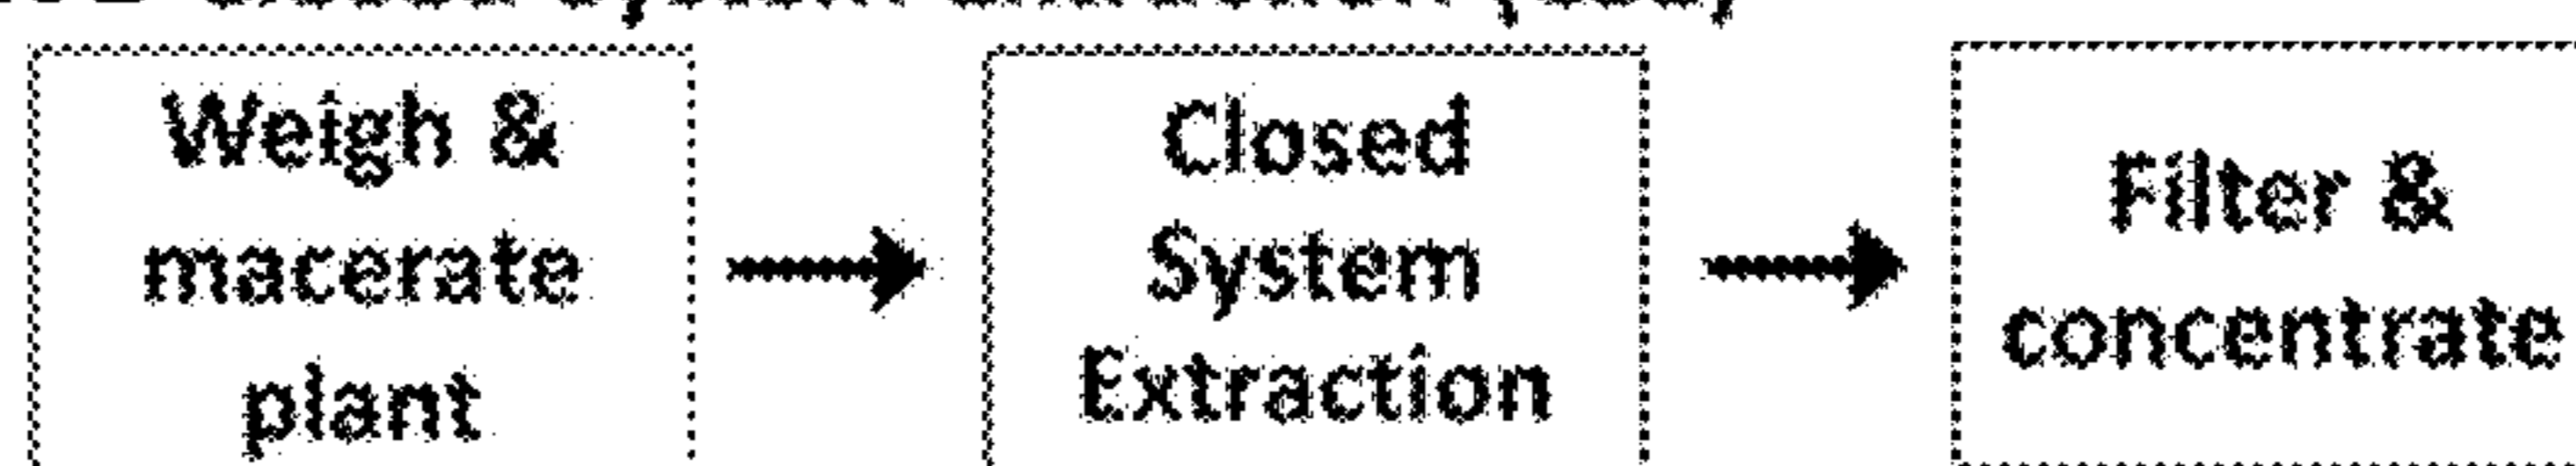 Weigh &
macerate
plant
Closed
System
Extraction
Filter &
concentrate